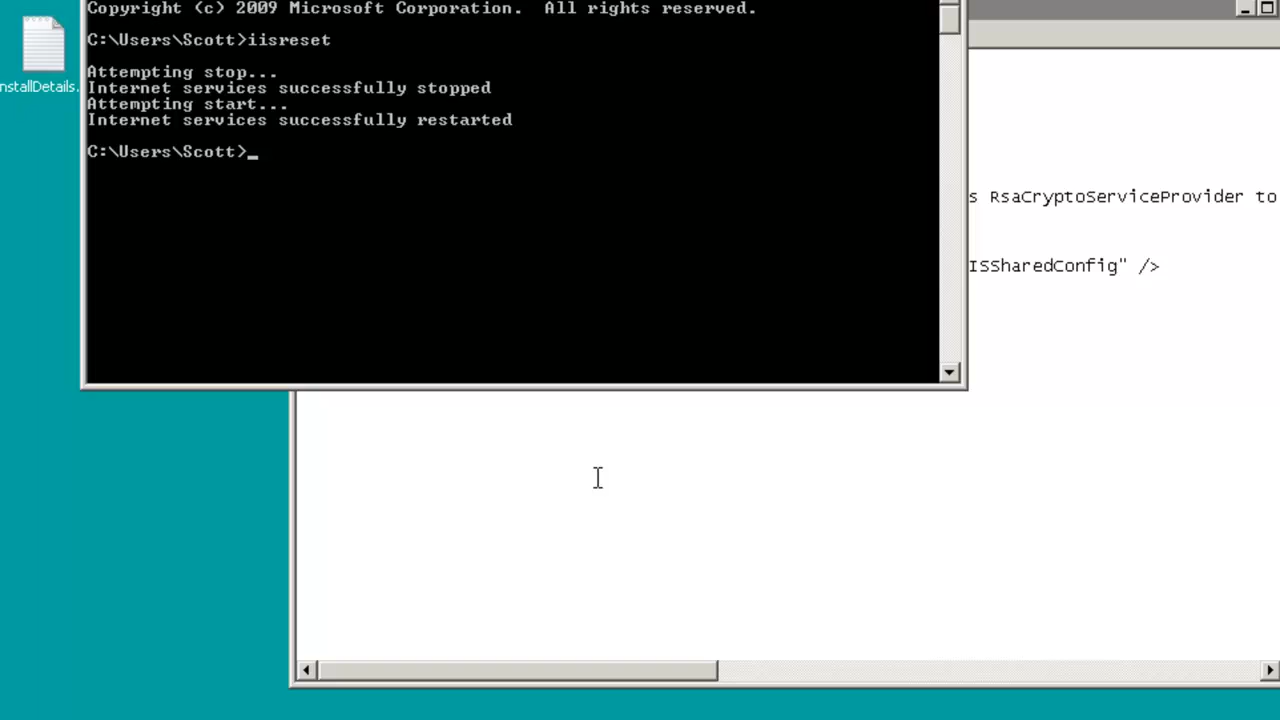 Copyright (c) 2009 Microsoft Corporation.  All rights reserved.
C:\Users\Scott>iisreset
nstallDetails.
Attempting stop...
Internet services successfully stopped
Attempting start...
Internet services successfully restarted
C:\Users\Scott>_
s RsaCryptoServiceProvider to
ISSharedConfig" />